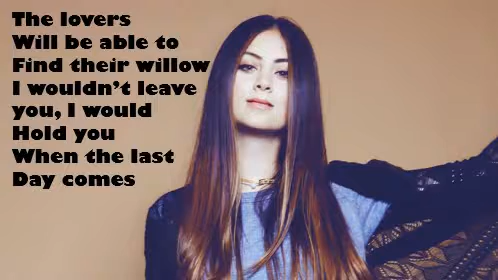 The lovers
Will be able to
Find their willow
I wouldn't leave
you, I would
Hold you
When the last
Day comes